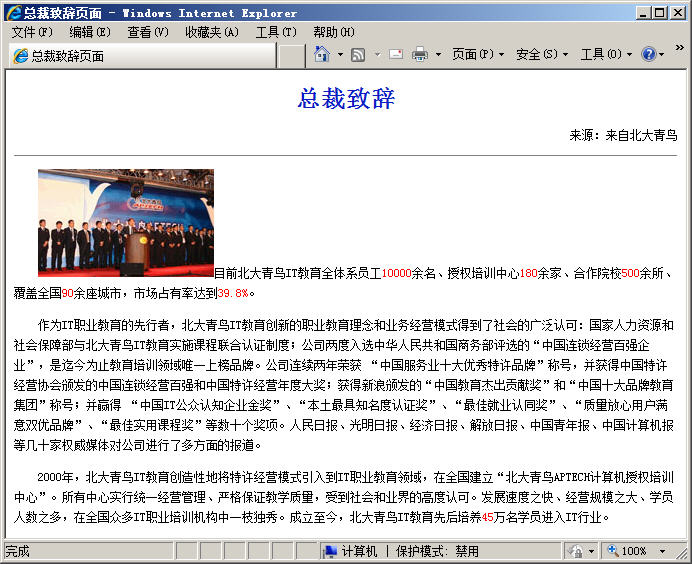 总裁致辞页面 - Windows Internet Explorer
文件(F) 编辑(E) 查看(V) 收藏夹(A) 工具(T) 帮助(H)
总裁致辞页面
页面(P) 安全(S) 工具(O)
总裁致辞
来源：来自北大青鸟
目前北大青鸟IT教育全体系员工10000余名、授权培训中心180余家、合作院校500余所、
覆盖全国90余座城市，市场占有率达到39.8%。
作为IT职业教育的先行者，北大青鸟IT教育创新的职业教育理念和业务经营模式得到了社会的广泛认可：国家人力资源和
社会保障部与北大青鸟IT教育实施课程联合认证制度；公司两度入选中华人民共和国商务部评选的“中国连锁经营百强企
业”，是迄今为止教育培训领域唯一上榜品牌。公司连续两年荣获 “中国服务业十大优秀特许品牌”称号，并获得中国特许
经营协会颁发的中国连锁经营百强和中国特许经营年度大奖；获得新浪颁发的“中国教育杰出贡献奖”和“中国十大品牌教育
集团”称号；并赢得 “中国IT公众认知企业金奖”、“本土最具知名度认证奖”、“最佳就业认同奖”、“质量放心用户满
意双优品牌”、“最佳实用课程奖”等数十个奖项。人民日报、光明日报、经济日报、解放日报、中国青年报、中国计算机报
等几十家权威媒体对公司进行了多方面的报道。
2000年，北大青鸟IT教育创造性地将特许经营模式引入到IT职业教育领域，在全国建立“北大青鸟APTECH计算机授权培训
中心”。所有中心实行统一经营管理、严格保证教学质量，受到社会和业界的高度认可。发展速度之快、经营规模之大、学员
人数之多，在全国众多IT职业培训机构中一枝独秀。成立至今，北大青鸟IT教育先后培养45万名学员进入IT行业。
完成 计算机 | 保护模式: 禁用 100%